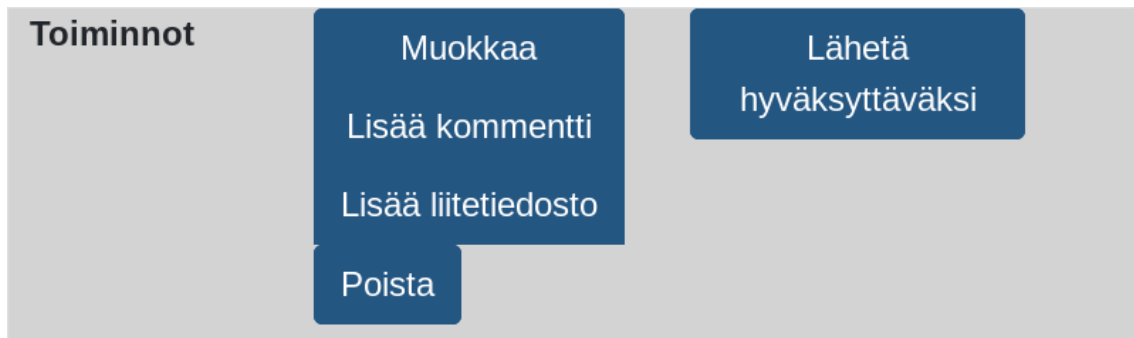 Toiminnot
Muokkaa
Lisää kommentti
Lisää liitetiedosto
Poista
Lähetä
hyväksyttäväksi